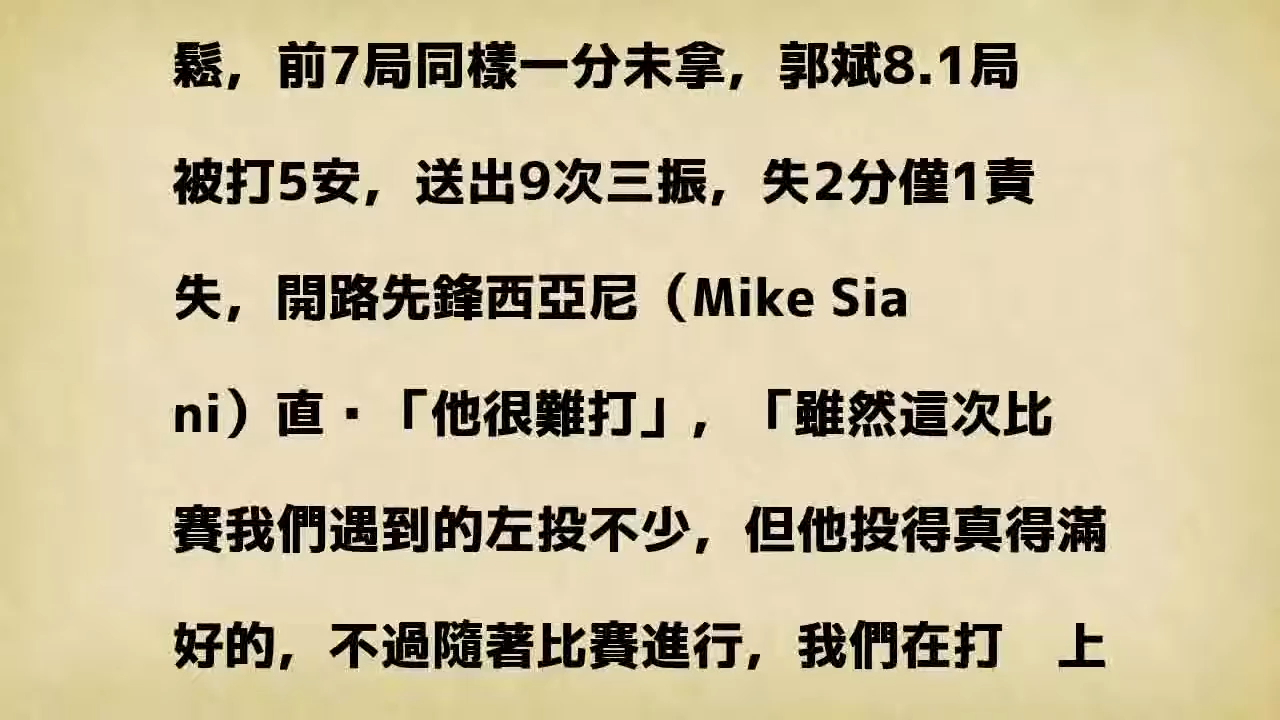 鬆，前7局同樣一分未拿，郭斌8.1局
被打5安，送出9次三振，失2分僅1責
失，開路先鋒西亞尼（Mike Sia
ni）直▪「他很難打」，「雖然這次比
賽我們遇到的左投不少，但他投得真得滿
好的，不過隨著比賽進行，我們在打　上